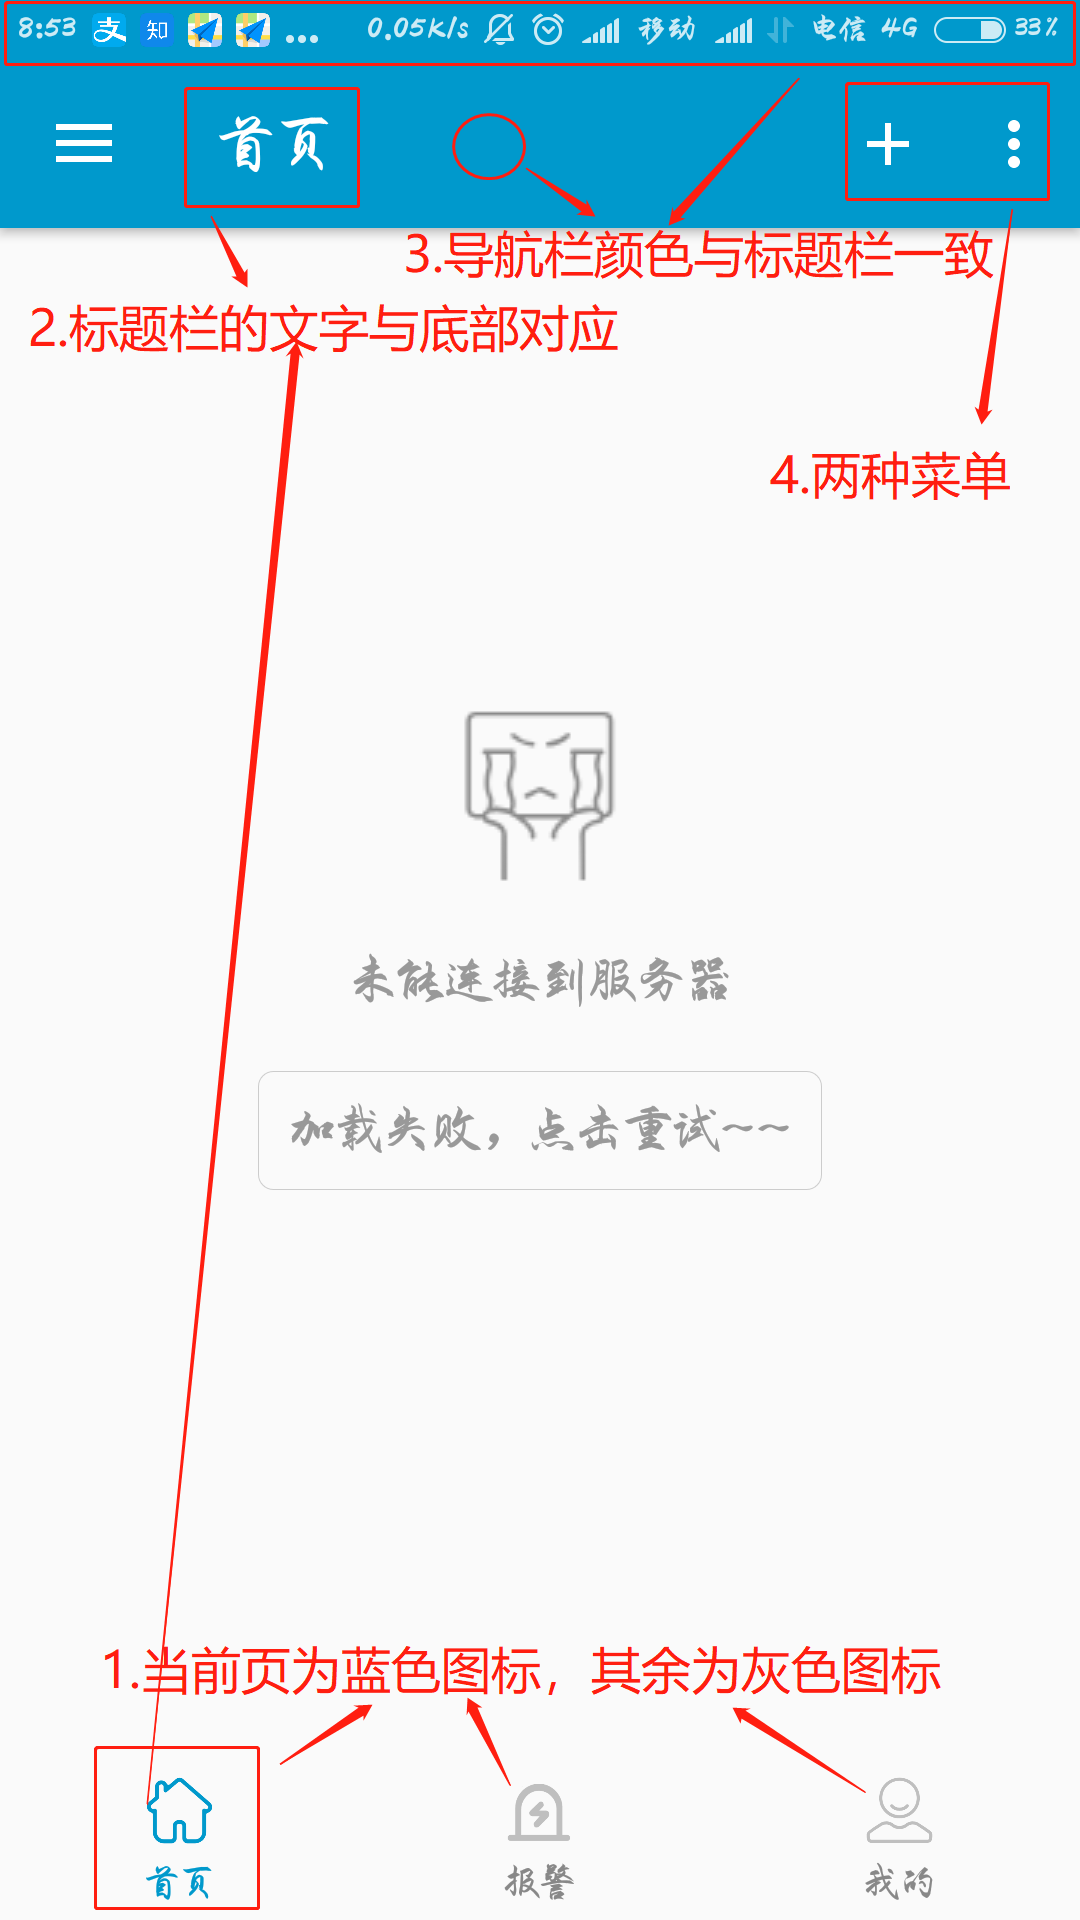 8:53 支 知 ... 0.05K/s 移动 电信 4G 33%
首页
3.导航栏颜色与标题栏一致
2.标题栏的文字与底部对应
4.两种菜单
未能连接到服务器
加载失败，点击重试~~
1.当前页为蓝色图标，其余为灰色图标
首页 报警 我的